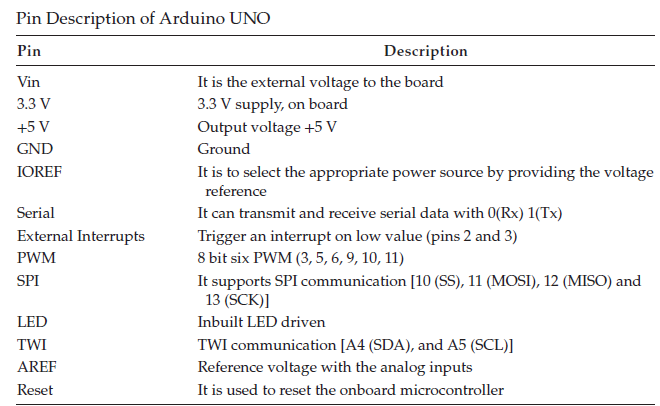 Pin Description of Arduino UNO
Pin Description
Vin It is the external voltage to the board
3.3 V 3.3 V supply, on board
+5 V Output voltage +5 V
GND Ground
IOREF It is to select the appropriate power source by providing the voltage
reference
Serial It can transmit and receive serial data with 0(Rx) 1(Tx)
External Interrupts Trigger an interrupt on low value (pins 2 and 3)
PWM 8 bit six PWM (3, 5, 6, 9, 10, 11)
SPI It supports SPI communication [10 (SS), 11 (MOSI), 12 (MISO) and
13 (SCK)]
LED Inbuilt LED driven
TWI TWI communication [A4 (SDA), and A5 (SCL)]
AREF Reference voltage with the analog inputs
Reset It is used to reset the onboard microcontroller